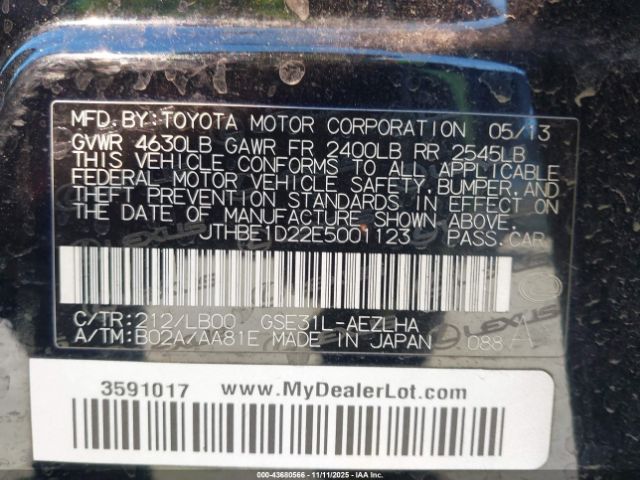 MFD. BY: TOYOTA MOTOR CORPORATION 05/13
GVWR 4630LB GAWR FR 2400LB RR 2545LB
THIS VEHICLE CONFORMS TO ALL APPLICABLE
FEDERAL MOTOR VEHICLE SAFETY, BUMPER, AND
THEFT PREVENTION STANDARDS IN EFFECT ON
THE DATE OF MANUFACTURE SHOWN ABOVE.
JTHBE1D22E5001123 PASS. CAR
LEXUS
LEXUS
C/TR: 212/LB00 GSE31L-AEZLHA
A/TM: B02A/AA81E MADE IN JAPAN 088 A
3591017 www.MyDealerLot.com
000-43680566 - 11/11/2025 - IAA Inc.